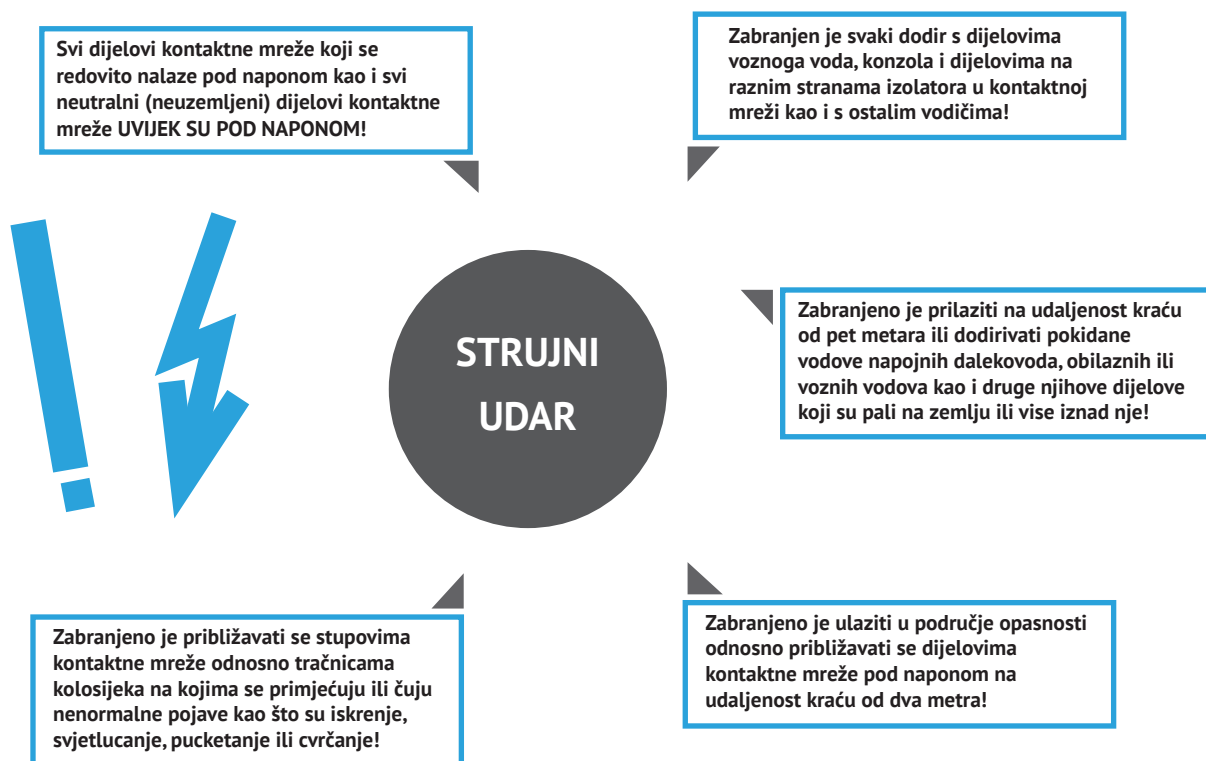 Svi dijelovi kontaktne mreže koji se
redovito nalaze pod naponom kao i svi
neutralni (neuzemljeni) dijelovi kontaktne
mreže UVIJEK SU POD NAPONOM!
Zabranjen je svaki dodir s dijelovima
voznoga voda, konzola i dijelovima na
raznim stranama izolatora u kontaktnoj
mreži kao i s ostalim vodičima!
STRUJNI
UDAR
Zabranjeno je prilaziti na udaljenost kraću
od pet metara ili dodirivati pokidane
vodove napojnih dalekovoda, obilaznih ili
voznih vodova kao i druge njihove dijelove
koji su pali na zemlju ili vise iznad nje!
Zabranjeno je približavati se stupovima
kontaktne mreže odnosno tračnicama
kolosijeka na kojima se primjećuju ili čuju
nenormalne pojave kao što su iskrenje,
svjetlucanje, pucketanje ili cvrčanje!
Zabranjeno je ulaziti u područje opasnosti
odnosno približavati se dijelovima
kontaktne mreže pod naponom na
udaljenost kraću od dva metra!